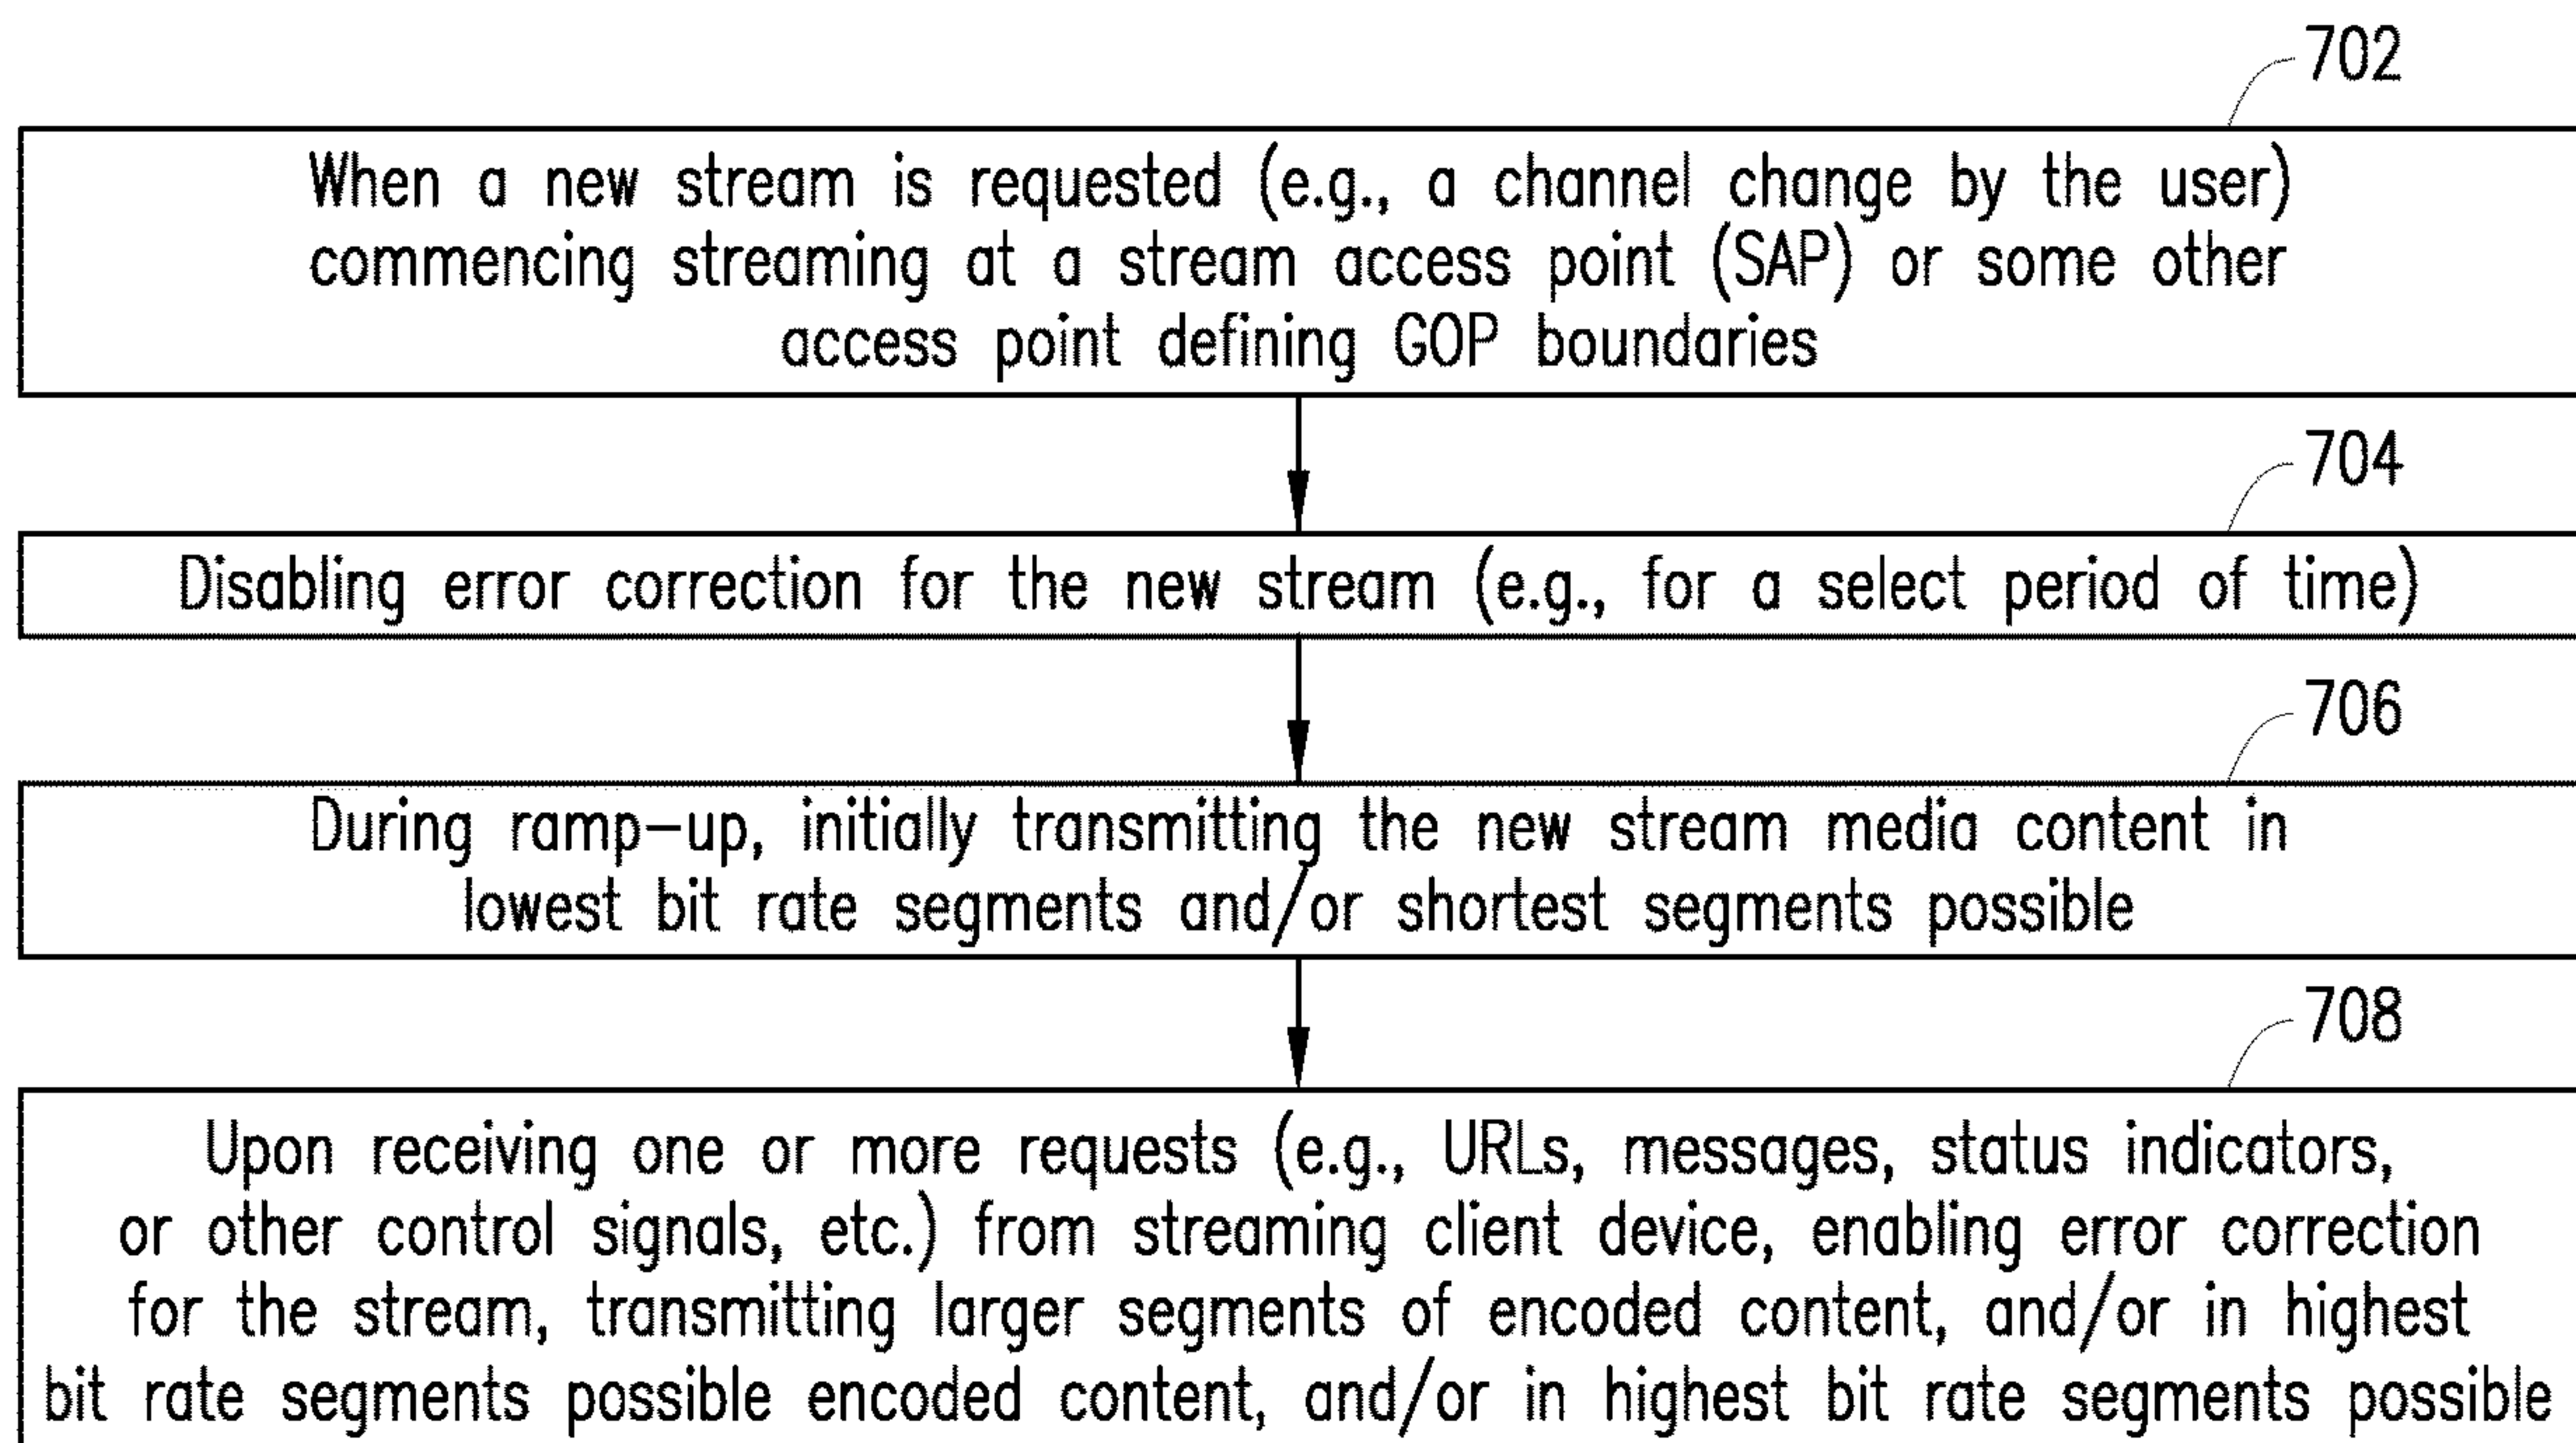 702
When a new stream is requested (e.g., a channel change by the user)
commencing streaming at a stream access point (SAP) or some other
access point defining GOP boundaries
704
Disabling error correction for the new stream (e.g., for a select period of time)
706
During ramp-up, initially transmitting the new stream media content in
lowest bit rate segments and/or shortest segments possible
708
Upon receiving one or more requests (e.g., URLs, messages, status indicators,
or other control signals, etc.) from streaming client device, enabling error correction
for the stream, transmitting larger segments of encoded content, and/or in highest
bit rate segments possible encoded content, and/or in highest bit rate segments possible